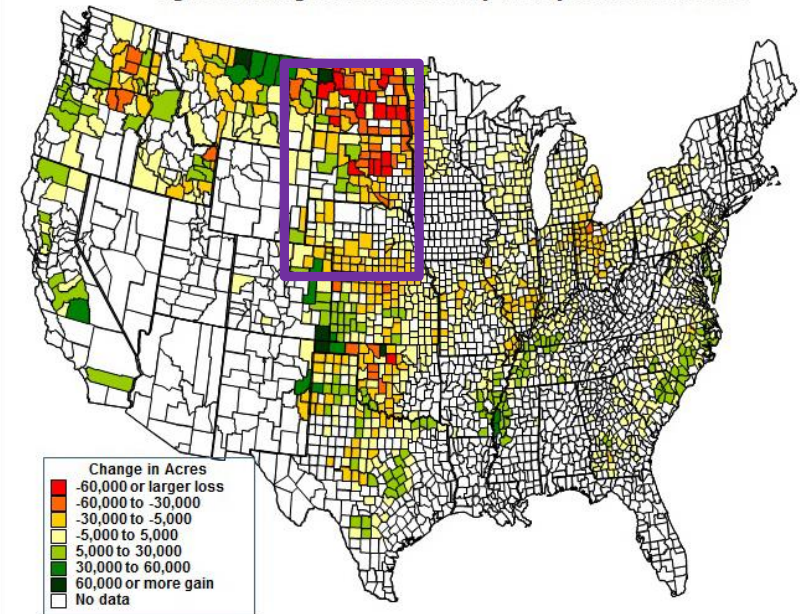 Change in Acres
-60,000 or larger loss
-60,000 to -30,000
-30,000 to -5,000
-5,000 to 5,000
5,000 to 30,000
30,000 to 60,000
60,000 or more gain
No data